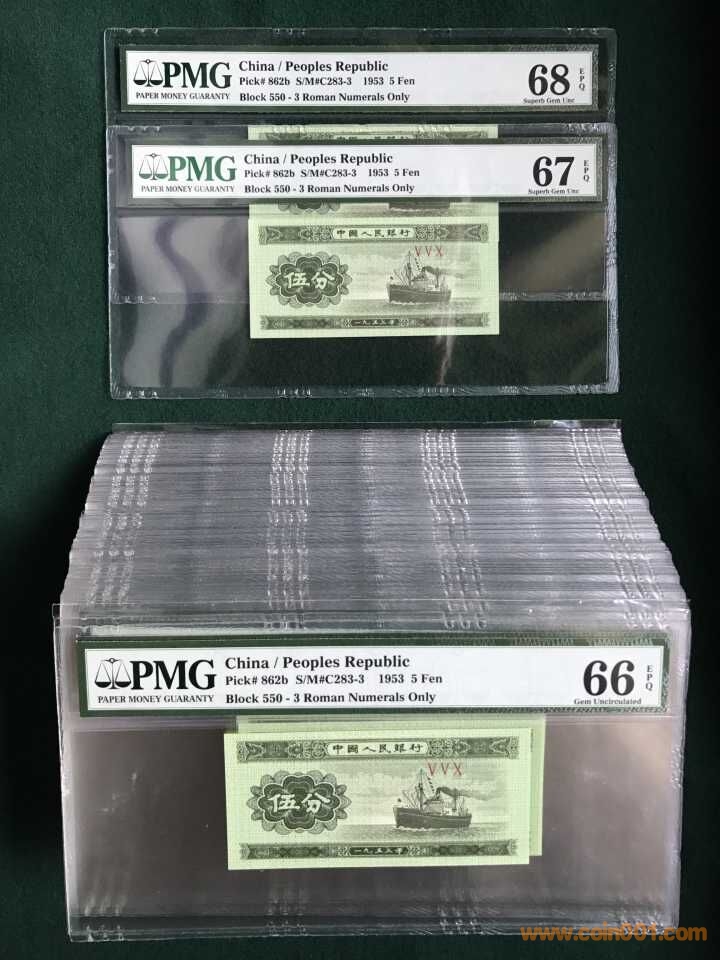 PMG
PAPER MONEY GUARANTY
China / Peoples Republic
Pick# 862b S/M#C283-3 1953 5 Fen
Block 550 - 3 Roman Numerals Only
68 EPQ
Superb Gem Unc
PMG
PAPER MONEY GUARANTY
China / Peoples Republic
Pick# 862b S/M#C283-3 1953 5 Fen
Block 550 - 3 Roman Numerals Only
67 EPQ
Superb Gem Unc
中國人民銀行
VVX
伍分
一九五三年
PMG
PAPER MONEY GUARANTY
China / Peoples Republic
Pick# 862b S/M#C283-3 1953 5 Fen
Block 550 - 3 Roman Numerals Only
66 EPQ
Gem Uncirculated
中國人民銀行
VVX
伍分
一九五三年
www.coin001.com